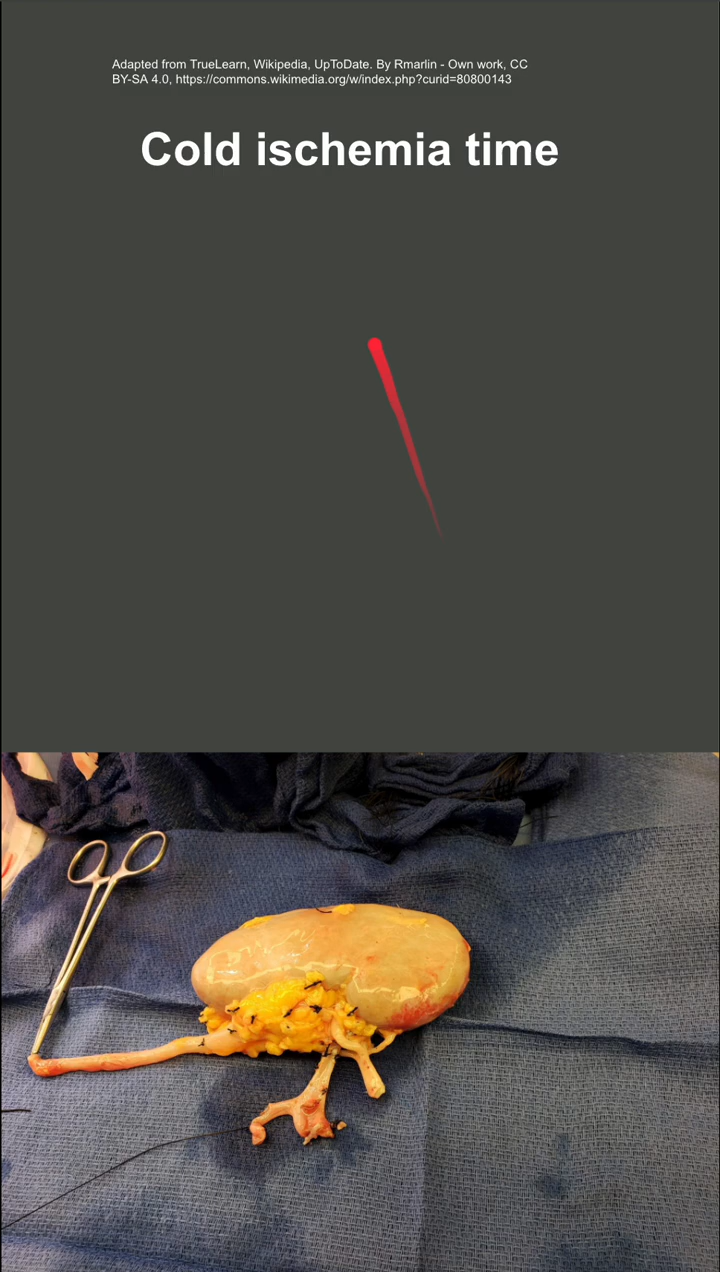 Adapted from TrueLearn, Wikipedia, UpToDate. By Rmarlin - Own work, CC
BY-SA 4.0, https://commons.wikimedia.org/w/index.php?curid=80800143
Cold ischemia time